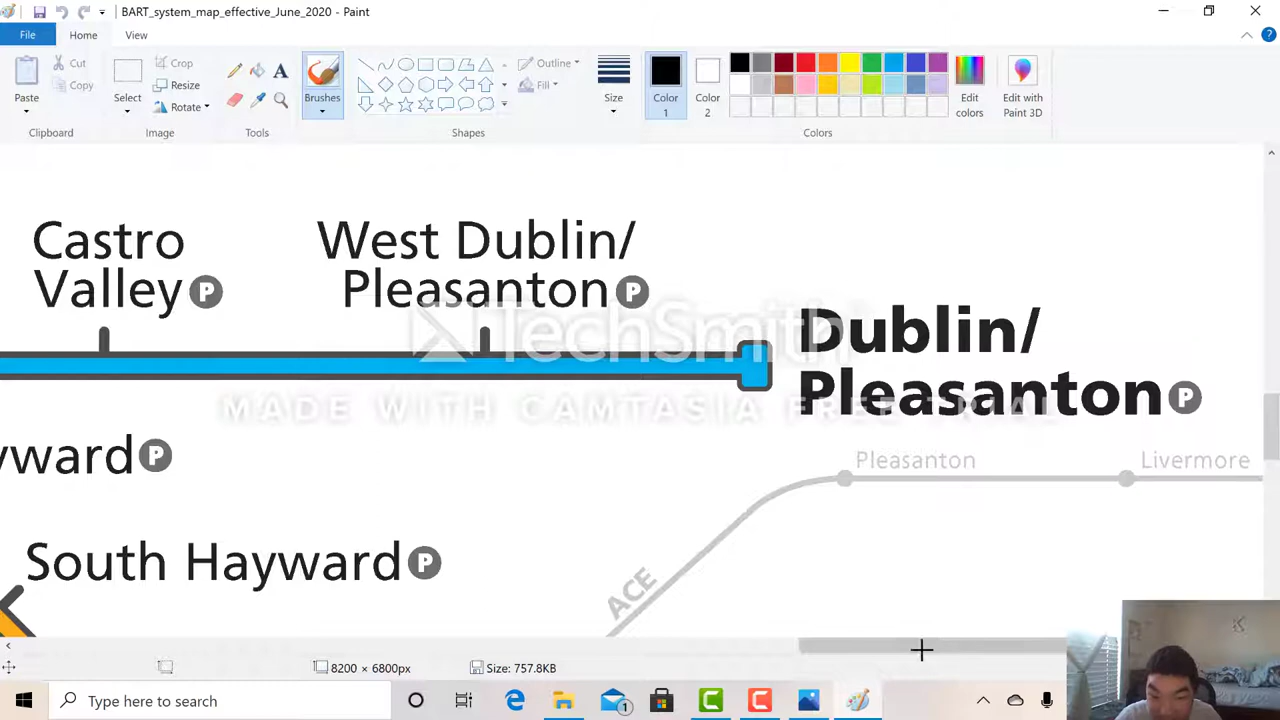 BART_system_map_effective_June_2020 - Paint
File
Home
View
Paste
Cut
Copy
Clipboard
Select
Crop
Resize
Rotate
Image
A
Tools
Brushes
Shapes
Outline
Fill
Size
Color 1
Color 2
Colors
Edit colors
Edit with Paint 3D
?
Castro
Valley P
West Dublin/
Pleasanton P
Dublin/
Pleasanton P
TechSmith
MADE WITH CAMTASIA FREE TRIAL
yward P
Pleasanton
Livermore
South Hayward P
ACE
8200 × 6800px
Size: 757.8KB
Type here to search
1
K